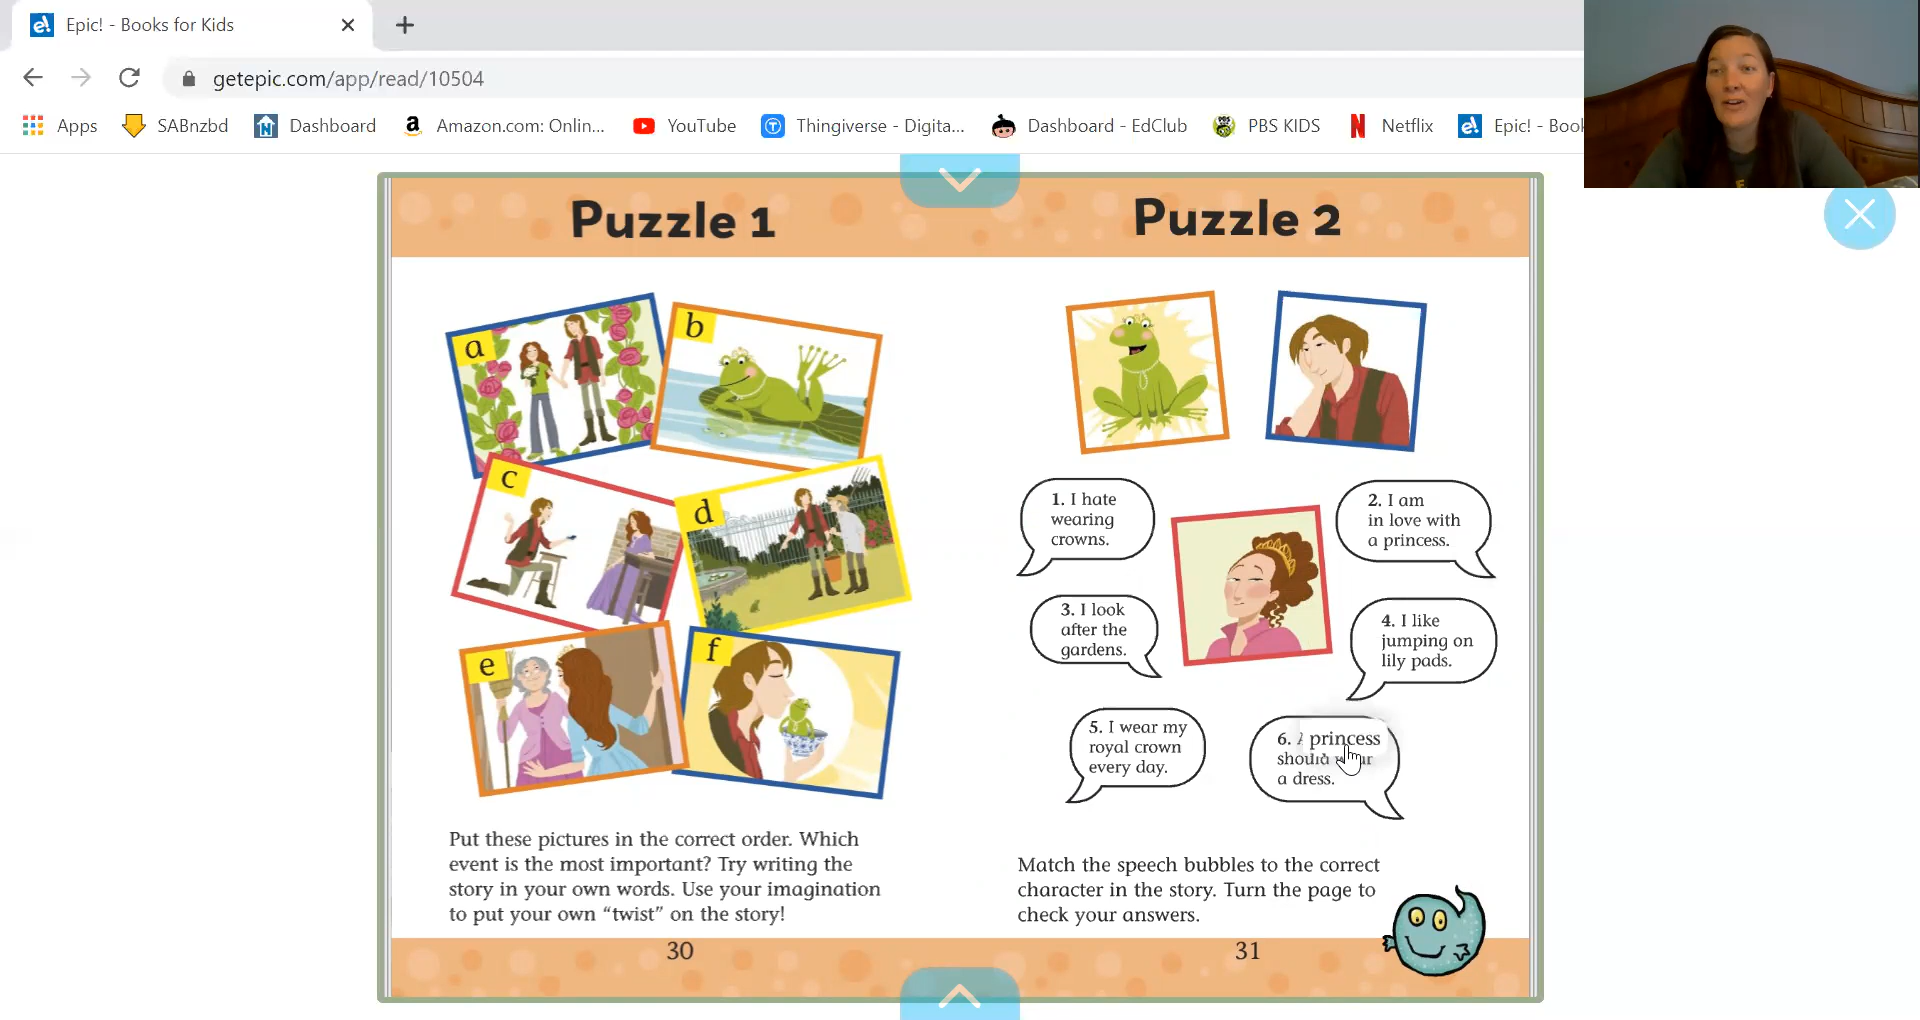 Epic! - Books for Kids
getepic.com/app/read/10504
Apps
SABnzbd
Dashboard
Amazon.com: Onlin...
YouTube
Thingiverse - Digita...
Dashboard - EdClub
PBS KIDS
Netflix
Epic! - Book
Puzzle 1
a
b
c
d
e
f
Put these pictures in the correct order. Which
event is the most important? Try writing the
story in your own words. Use your imagination
to put your own “twist” on the story!
30
Puzzle 2
1. I hate
wearing
crowns.
2. I am
in love with
a princess.
3. I look
after the
gardens.
4. I like
jumping on
lily pads.
5. I wear my
royal crown
every day.
6. A princess
should
a dress.
Match the speech bubbles to the correct
character in the story. Turn the page to
check your answers.
31